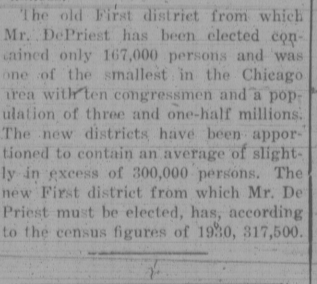 The old First district from which
Mr. DePriest has been elected con-
tained only 167,000 persons and was
one of the smallest in the Chicago
area with ten congressmen and a pop-
ulation of three and one-half millions.
The new districts have been appor-
tioned to contain an average of slight-
ly in excess of 300,000 persons. The
new First district from which Mr. De
Priest must be elected, has, according
to the census figures of 1930, 317,500.